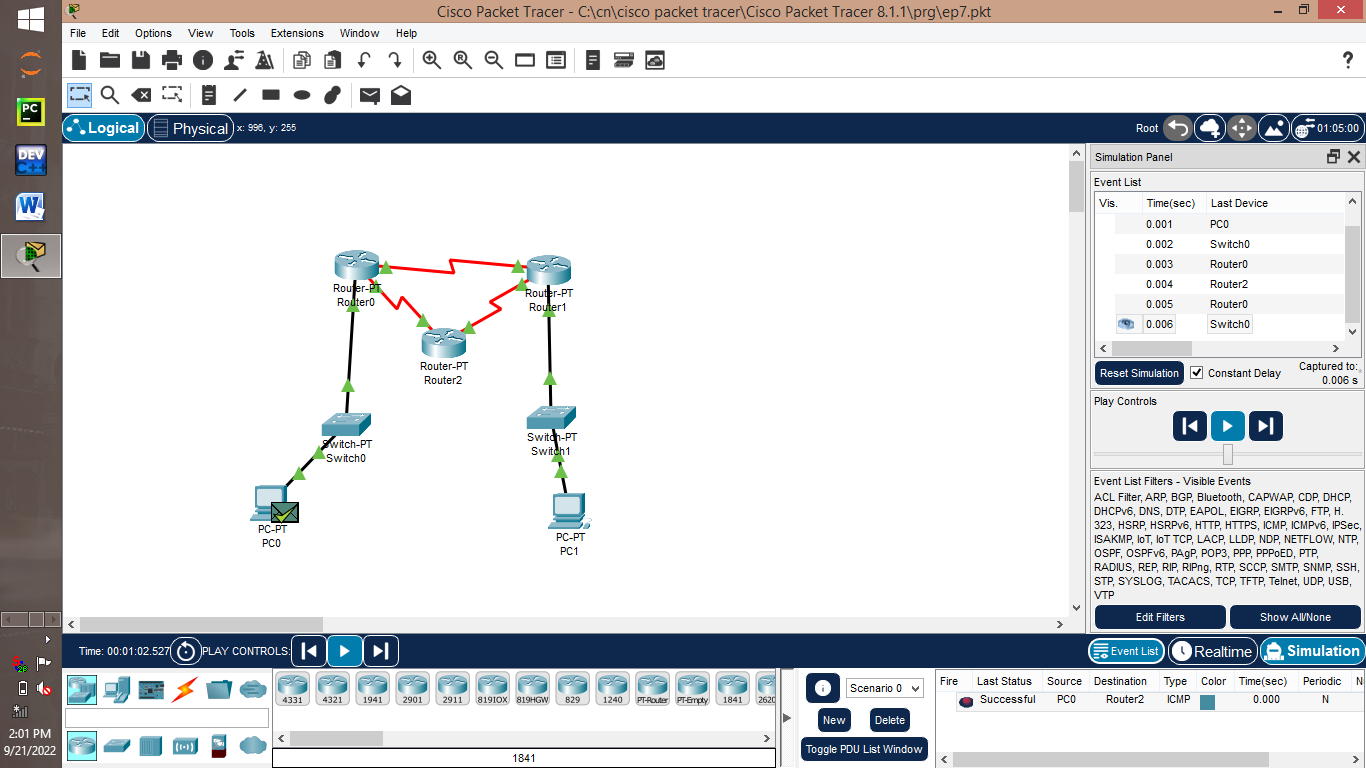 Cisco Packet Tracer - C:\cn\cisco packet tracer\Cisco Packet Tracer 8.1.1\prg\ep7.pkt
File Edit Options View Tools Extensions Window Help
Logical Physical x: 996, y: 255 Root 01:05:00
Simulation Panel
Event List
Vis. Time(sec) Last Device
0.001 PC0
0.002 Switch0
0.003 Router0
0.004 Router2
0.005 Router0
0.006 Switch0
Reset Simulation Constant Delay Captured to:
0.006 s
Play Controls
Event List Filters - Visible Events
ACL Filter, ARP, BGP, Bluetooth, CAPWAP, CDP, DHCP,
DHCPv6, DNS, DTP, EAPOL, EIGRP, EIGRPv6, FTP, H.
323, HSRP, HSRPv6, HTTP, HTTPS, ICMP, ICMPv6, IPSec,
ISAKMP, IoT, IoT TCP, LACP, LLDP, NDP, NETFLOW, NTP,
OSPF, OSPFv6, PAgP, POP3, PPP, PPPoED, PTP,
RADIUS, REP, RIP, RIPng, RTP, SCCP, SMTP, SNMP, SSH,
STP, SYSLOG, TACACS, TCP, TFTP, Telnet, UDP, USB,
VTP
Edit Filters Show All/None
Router-PT
Router0
Router-PT
Router1
Router-PT
Router2
Switch-PT
Switch0
Switch-PT
Switch1
PC-PT
PC0
PC-PT
PC1
Time: 00:01:02.527 PLAY CONTROLS:
Event List Realtime Simulation
4331 4321 1941 2901 2911 819IOX 819HGW 829 1240 PT-Router PT-Empty 1841 2620
1841
Scenario 0
New Delete
Toggle PDU List Window
Fire Last Status Source Destination Type Color Time(sec) Periodic N
Successful PC0 Router2 ICMP 0.000 N
PC
DEV
C++
W
2:01 PM
9/21/2022